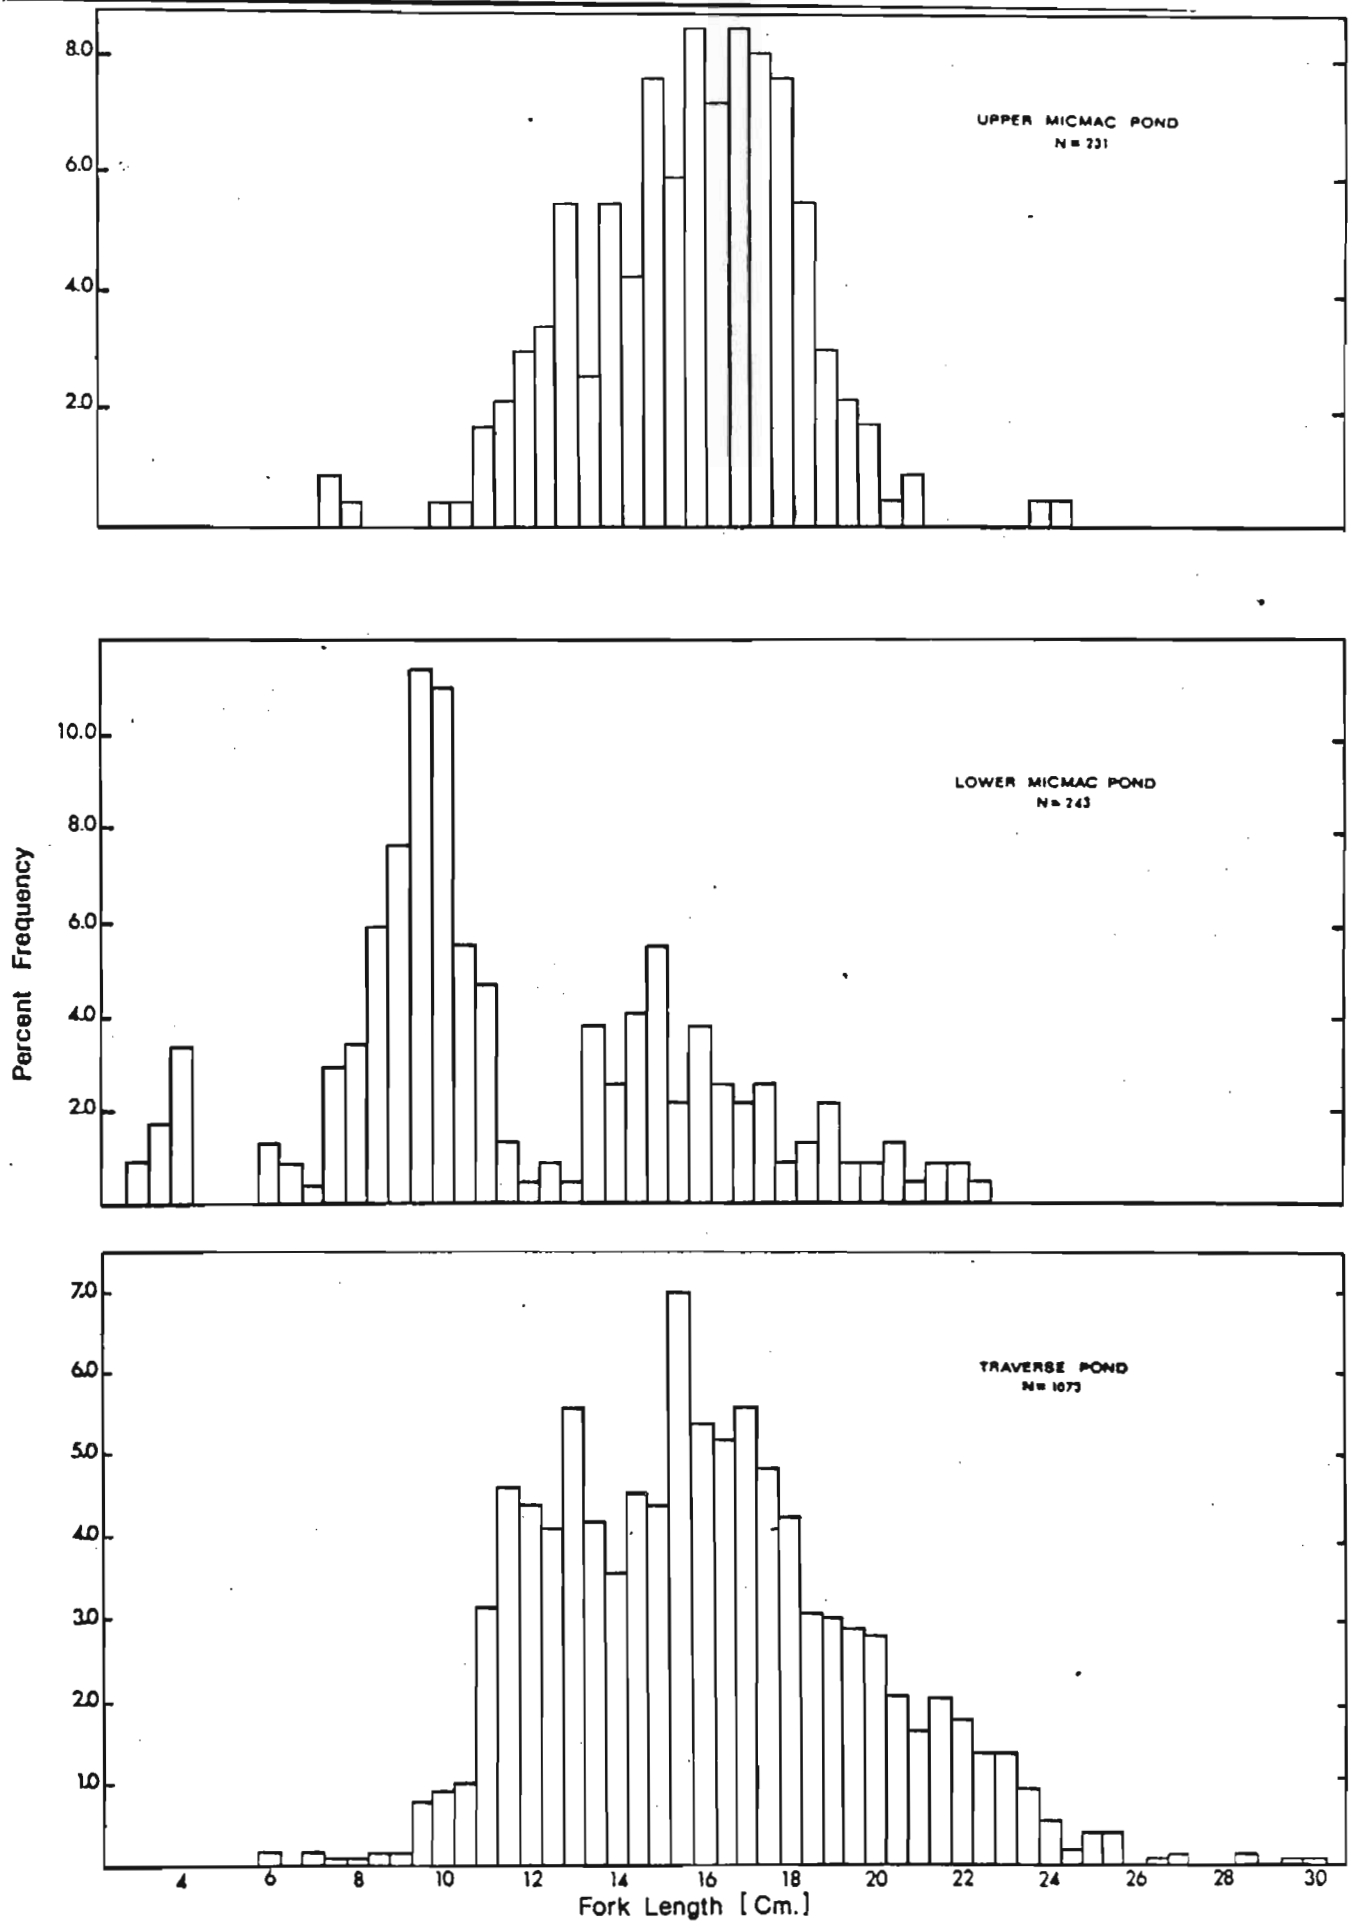 8.0
6.0
4.0
2.0
UPPER MICMAC POND
N = 231
10.0
8.0
6.0
4.0
2.0
LOWER MICMAC POND
N = 243
Percent Frequency
7.0
6.0
5.0
4.0
3.0
2.0
1.0
TRAVERSE POND
N = 1073
4 6 8 10 12 14 16 18 20 22 24 26 28 30
Fork Length [Cm.]